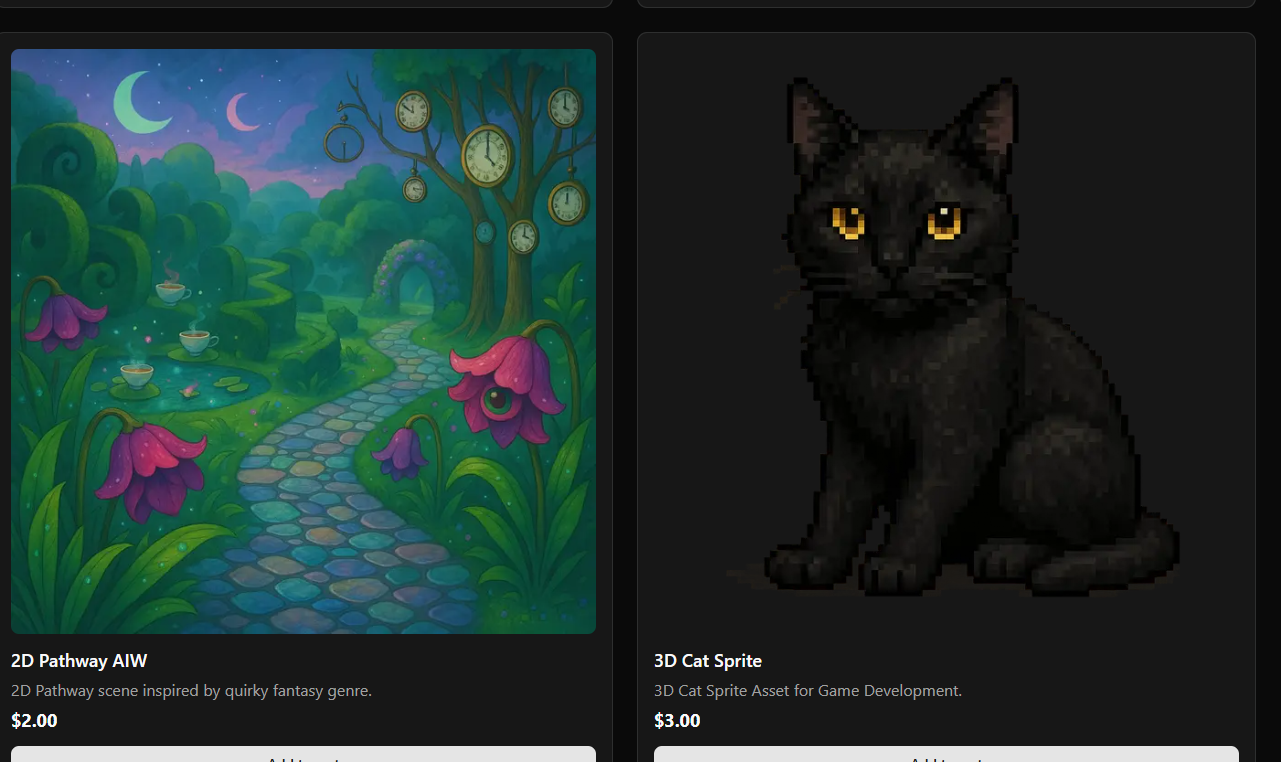 2D Pathway AIW
2D Pathway scene inspired by quirky fantasy genre.
$2.00
3D Cat Sprite
3D Cat Sprite Asset for Game Development.
$3.00